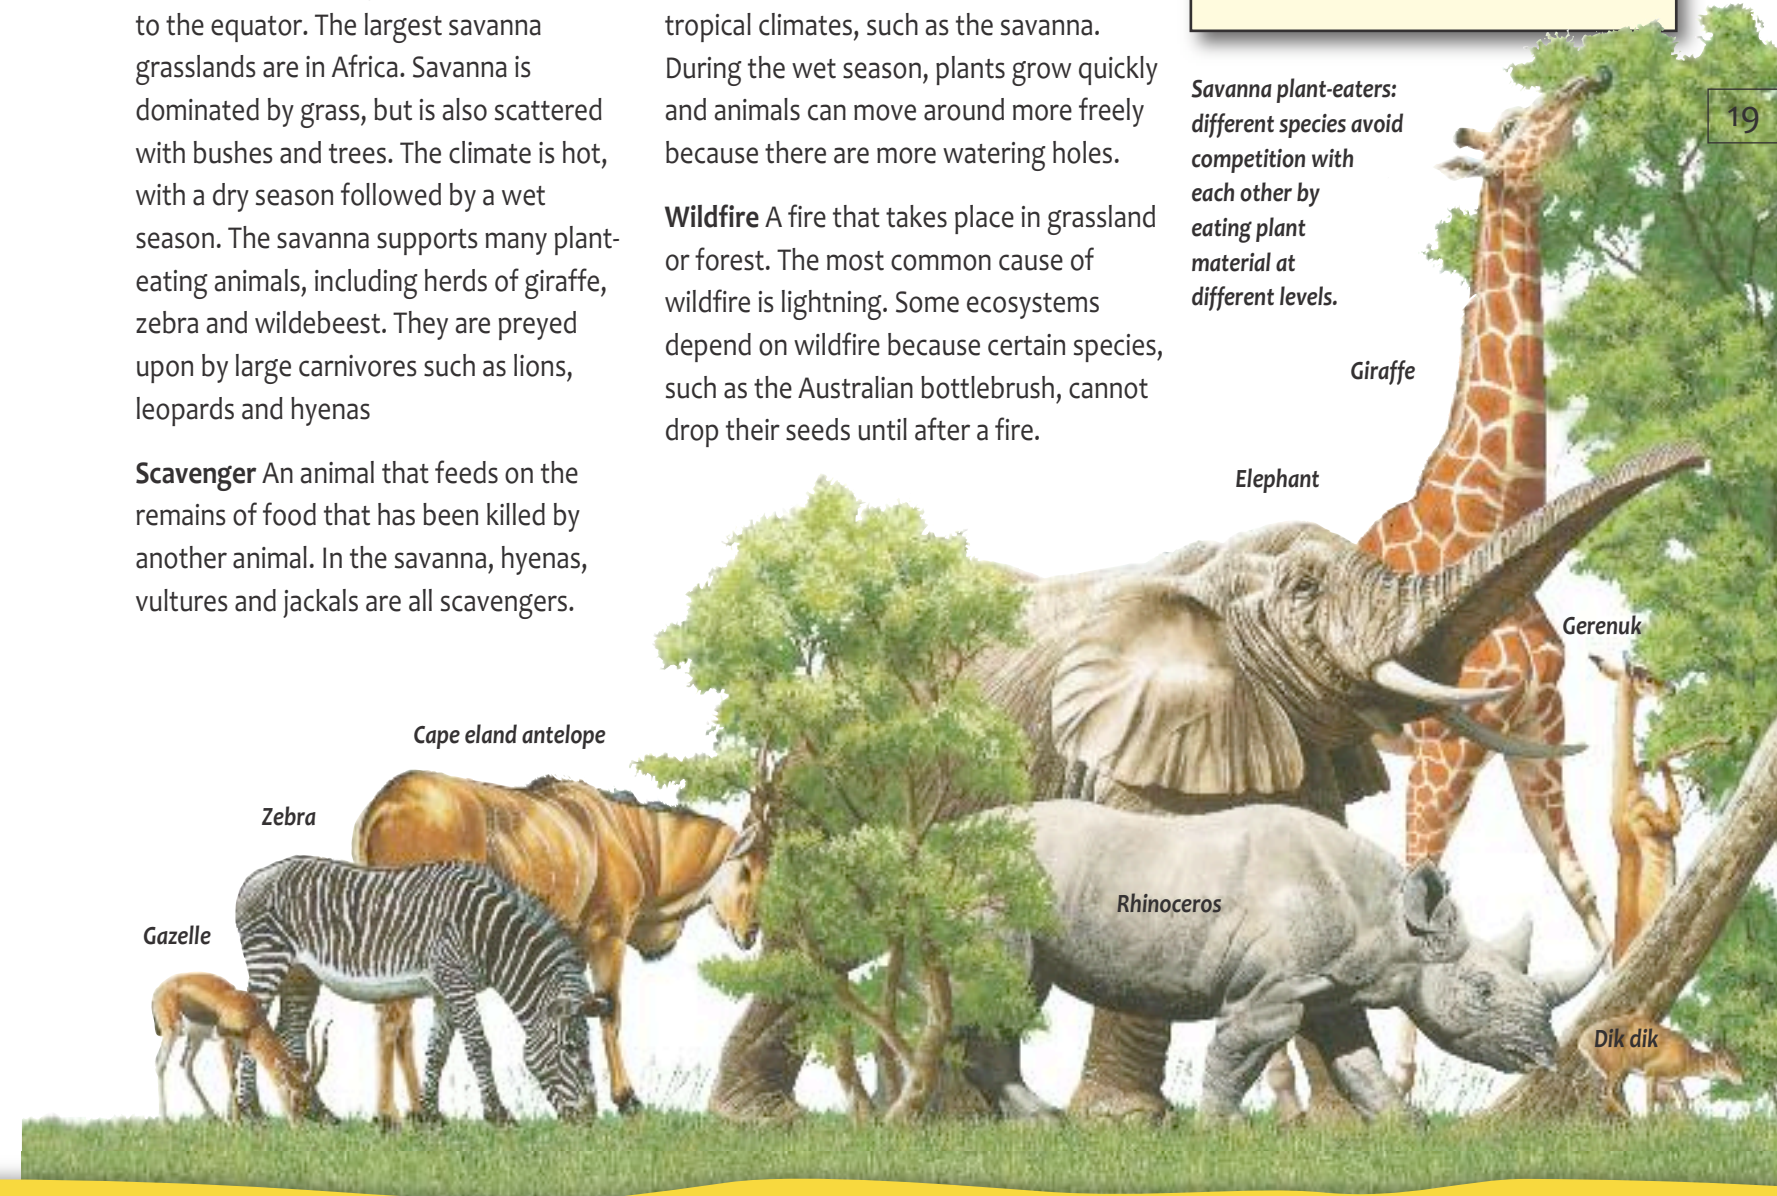 to the equator. The largest savanna
grasslands are in Africa. Savanna is
dominated by grass, but is also scattered
with bushes and trees. The climate is hot,
with a dry season followed by a wet
season. The savanna supports many plant-
eating animals, including herds of giraffe,
zebra and wildebeest. They are preyed
upon by large carnivores such as lions,
leopards and hyenas
Scavenger An animal that feeds on the
remains of food that has been killed by
another animal. In the savanna, hyenas,
vultures and jackals are all scavengers.
tropical climates, such as the savanna.
During the wet season, plants grow quickly
and animals can move around more freely
because there are more watering holes.
Wildfire A fire that takes place in grassland
or forest. The most common cause of
wildfire is lightning. Some ecosystems
depend on wildfire because certain species,
such as the Australian bottlebrush, cannot
drop their seeds until after a fire.
Savanna plant-eaters:
different species avoid
competition with
each other by
eating plant
material at
different levels.
19
Giraffe
Elephant
Gerenuk
Cape eland antelope
Zebra
Rhinoceros
Gazelle
Dik dik